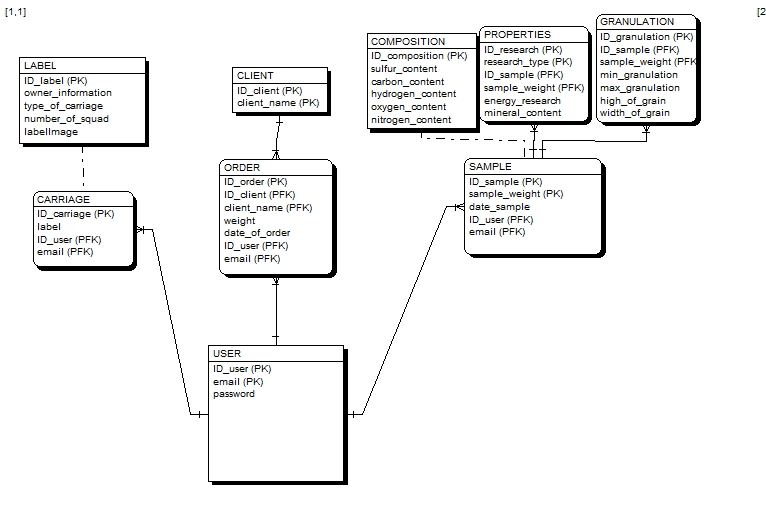 [1,1]
[2
LABEL
ID_label (PK)
owner_information
type_of_carriage
number_of_squad
labelImage
CLIENT
ID_client (PK)
client_name (PK)
COMPOSITION
ID_composition (PK)
sulfur_content
carbon_content
hydrogen_content
oxygen_content
nitrogen_content
PROPERTIES
ID_research (PK)
research_type (PK)
ID_sample (PFK)
sample_weight (PFK)
energy_research
mineral_content
GRANULATION
ID_granulation (PK)
ID_sample (PFK)
sample_weight (PFK
min_granulation
max_granulation
high_of_grain
width_of_grain
CARRIAGE
ID_carriage (PK)
label
ID_user (PFK)
email (PFK)
ORDER
ID_order (PK)
ID_client (PFK)
client_name (PFK)
weight
date_of_order
ID_user (PFK)
email (PFK)
SAMPLE
ID_sample (PK)
sample_weight (PK)
date_sample
ID_user (PFK)
email (PFK)
USER
ID_user (PK)
email (PK)
password